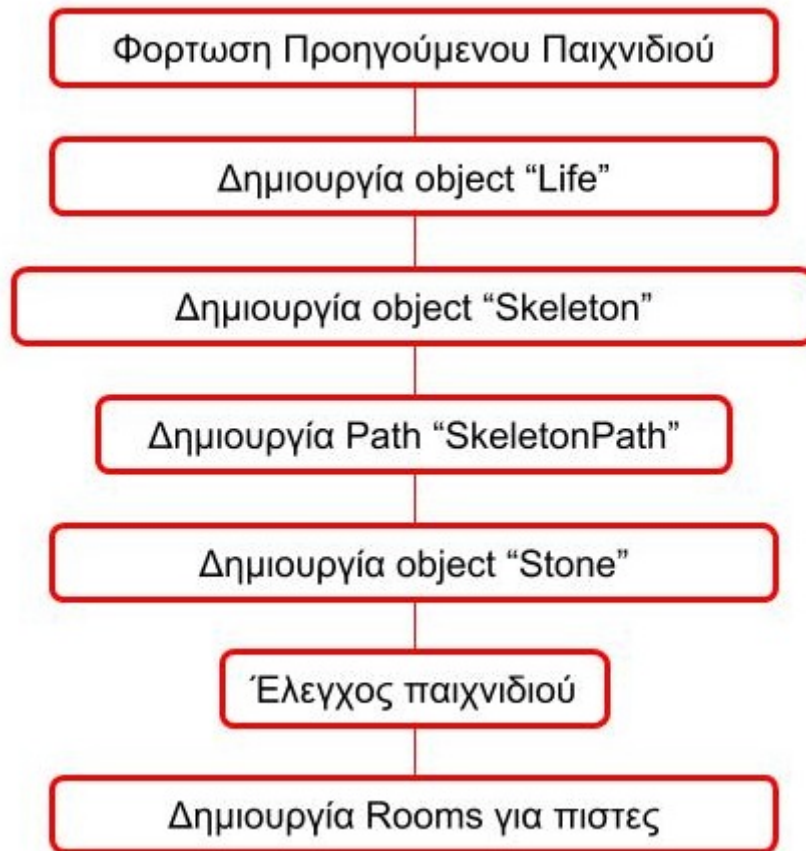 Φορτωση Προηγούμενου Παιχνιδιού
Δημιουργία object “Life”
Δημιουργία object “Skeleton”
Δημιουργία Path “SkeletonPath”
Δημιουργία object “Stone”
Έλεγχος παιχνιδιού
Δημιουργία Rooms για πιστες